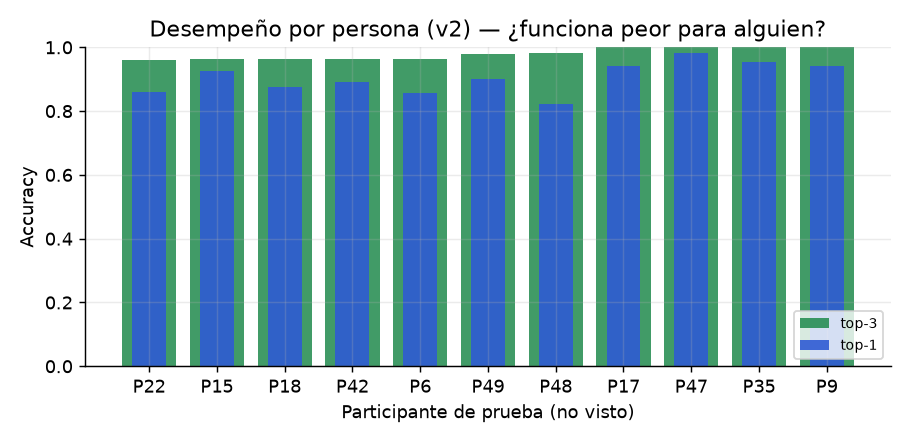 Desempeño por persona (v2) — ¿funciona peor para alguien?
Accuracy
1.0
0.8
0.6
0.4
0.2
0.0
top-3
top-1
P22 P15 P18 P42 P6 P49 P48 P17 P47 P35 P9
Participante de prueba (no visto)